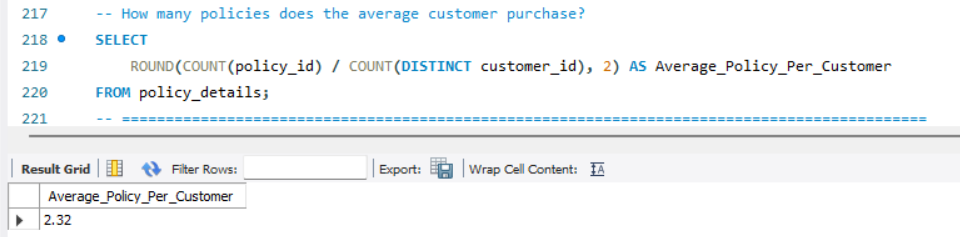 217 -- How many policies does the average customer purchase?
218 SELECT
219 ROUND(COUNT(policy_id) / COUNT(DISTINCT customer_id), 2) AS Average_Policy_Per_Customer
220 FROM policy_details;
221 -- =============================================================================================
Result Grid Filter Rows: Export: Wrap Cell Content: IA
Average_Policy_Per_Customer
2.32